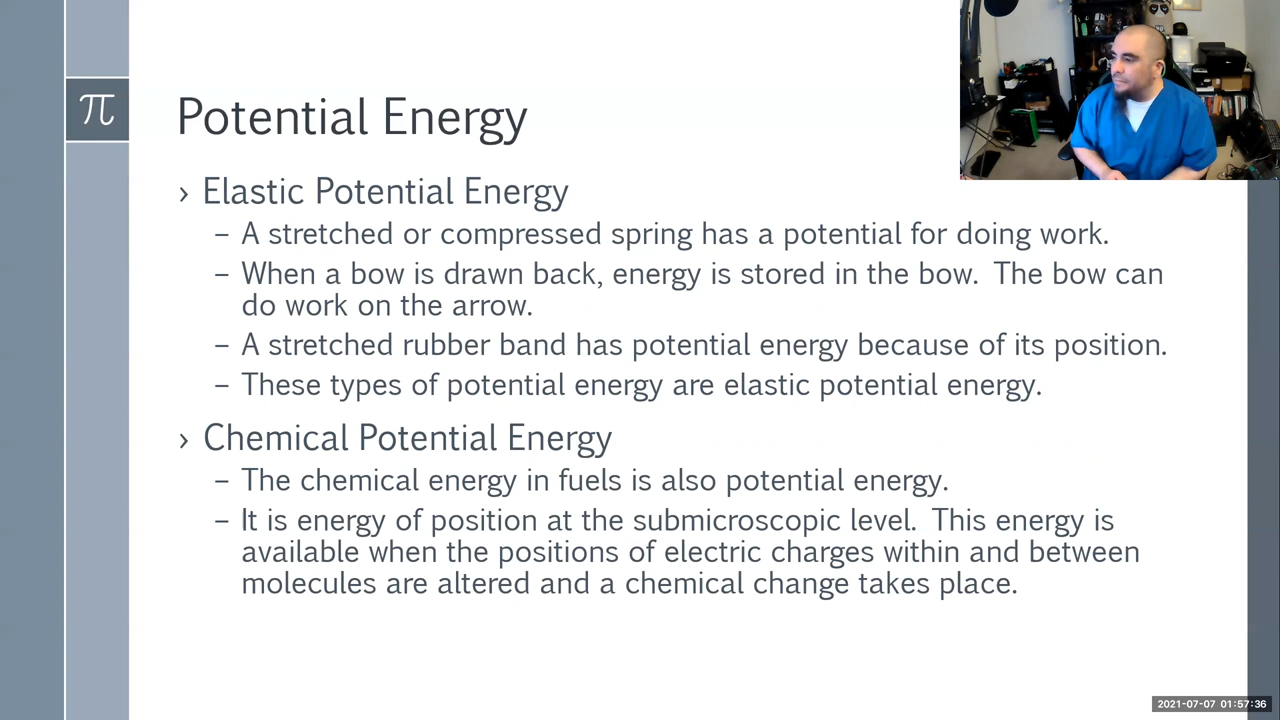 π
Potential Energy
› Elastic Potential Energy
– A stretched or compressed spring has a potential for doing work.
– When a bow is drawn back, energy is stored in the bow.  The bow can
do work on the arrow.
– A stretched rubber band has potential energy because of its position.
– These types of potential energy are elastic potential energy.
› Chemical Potential Energy
– The chemical energy in fuels is also potential energy.
– It is energy of position at the submicroscopic level.  This energy is
available when the positions of electric charges within and between
molecules are altered and a chemical change takes place.
2021-07-07 01:57:36